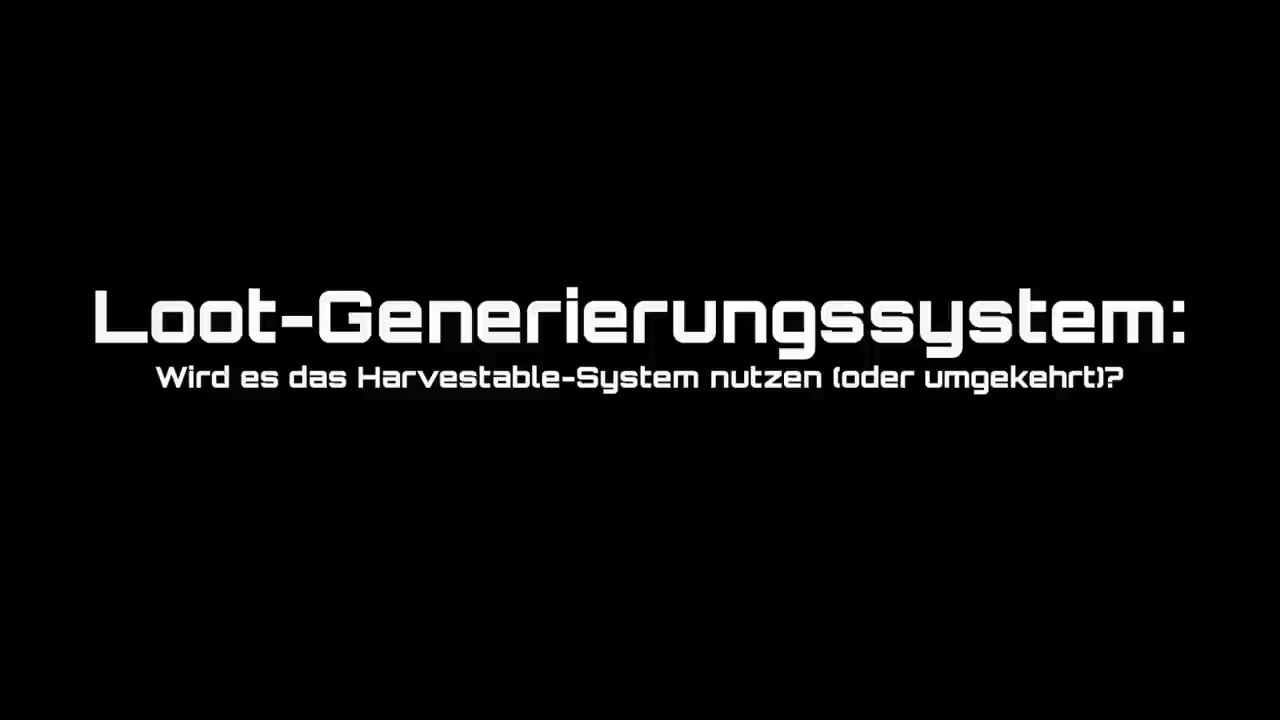 Loot-Generierungssystem:
Wird es das Harvestable-System nutzen (oder umgekehrt)?